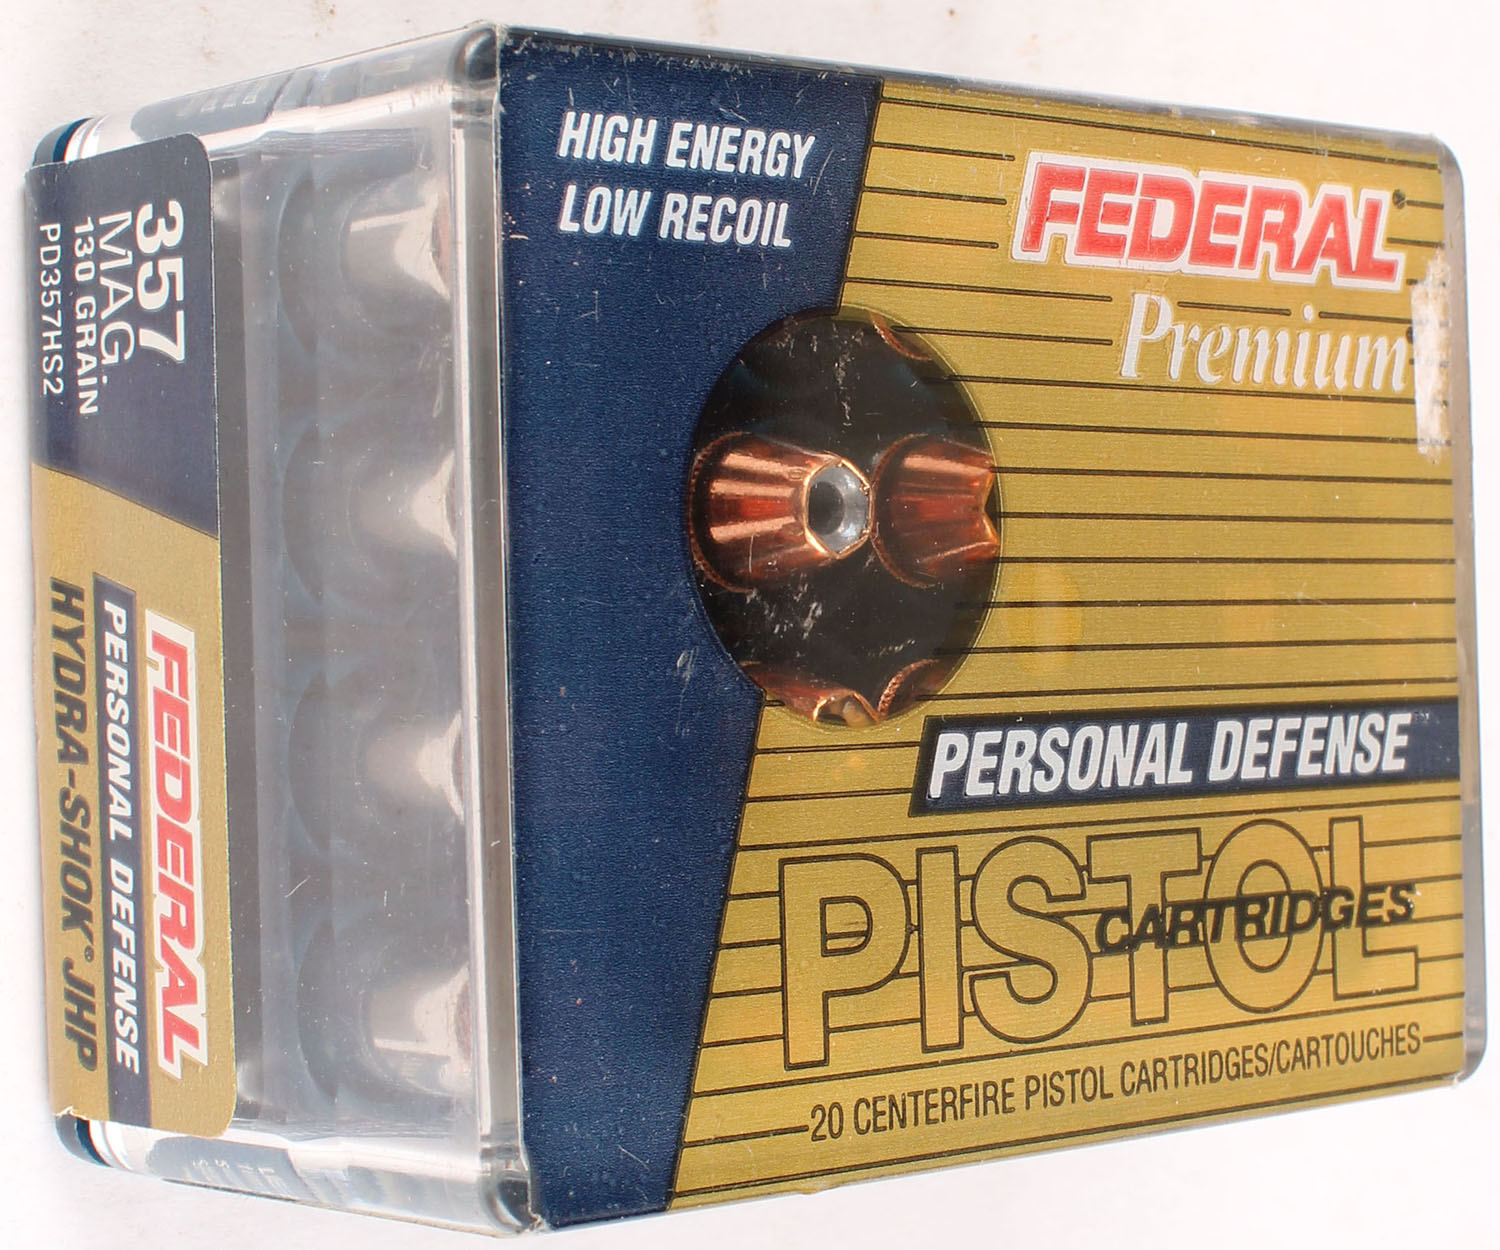 HIGH ENERGY
LOW RECOIL
FEDERAL
Premium
PERSONAL DEFENSE
PISTOL
CARTRIDGES
20 CENTERFIRE PISTOL CARTRIDGES/CARTOUCHES
357
MAG.
130 GRAIN
PD357HS2
FEDERAL
PERSONAL DEFENSE
HYDRA-SHOK® JHP